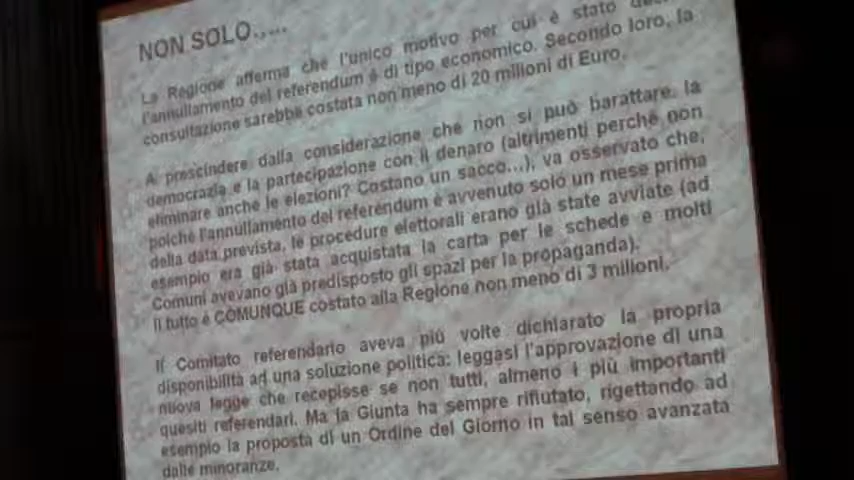 NON SOLO.....
La Regione afferma che l'unico motivo per cui è stato
l'annullamento del referendum è di tipo economico. Secondo loro, la
consultazione sarebbe costata non meno di 20 milioni di Euro.
A prescindere dalla considerazione che non si può barattare la
democrazia e la partecipazione con il denaro (altrimenti perché non
eliminare anche le elezioni? Costano un sacco...), va osservato che,
poiché l'annullamento del referendum è avvenuto solo un mese prima
della data prevista, le procedure elettorali erano già state avviate (ad
esempio era già stata acquistata la carta per le schede e molti
Comuni avevano già predisposto gli spazi per la propaganda).
Il tutto è COMUNQUE costato alla Regione non meno di 3 milioni.
Il Comitato referendario aveva più volte dichiarato la propria
disponibilità ad una soluzione politica: leggasi l'approvazione di una
nuova legge che recepisse se non tutti, almeno i più importanti
quesiti referendari. Ma la Giunta ha sempre rifiutato, rigettando ad
esempio la proposta di un Ordine del Giorno in tal senso avanzata
dalle minoranze.